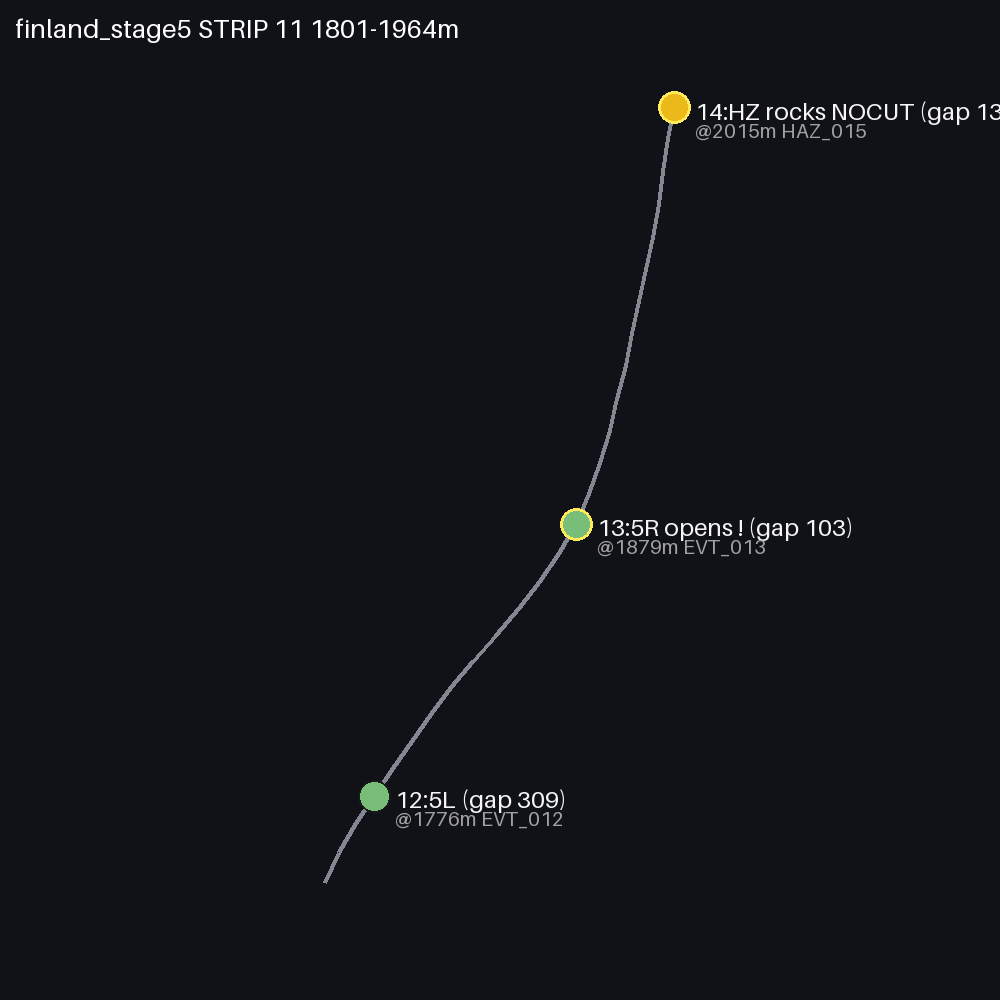 finland_stage5 STRIP 11 1801-1964m
14:HZ rocks NOCUT (gap 13
@2015m HAZ_015
13:5R opens ! (gap 103)
@1879m EVT_013
12:5L (gap 309)
@1776m EVT_012